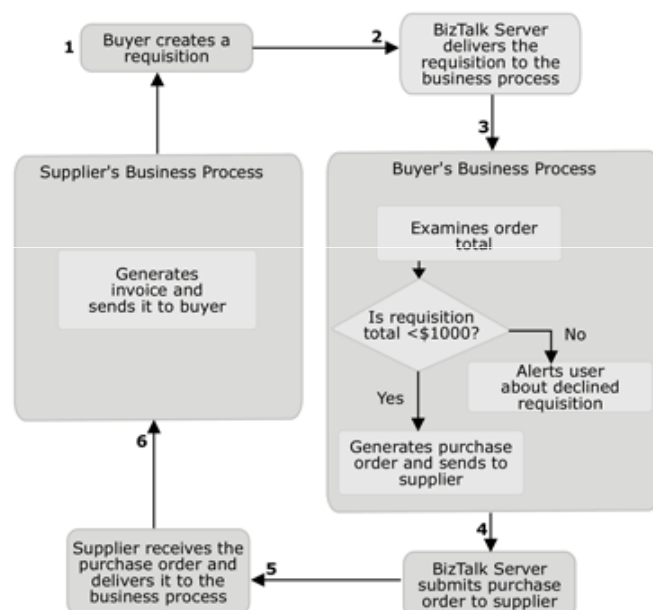 1
Buyer creates a
requisition
2
BizTalk Server
delivers the
requisition to the
business process
3
Supplier's Business Process
Generates
invoice and
sends it to buyer
Buyer's Business Process
Examines order
total
Is requisition
total <$1000?
No
Alerts user
about declined
requisition
Yes
Generates purchase
order and sends to
supplier
4
BizTalk Server
submits purchase
order to supplier
5
Supplier receives the
purchase order and
delivers it to the
business process
6